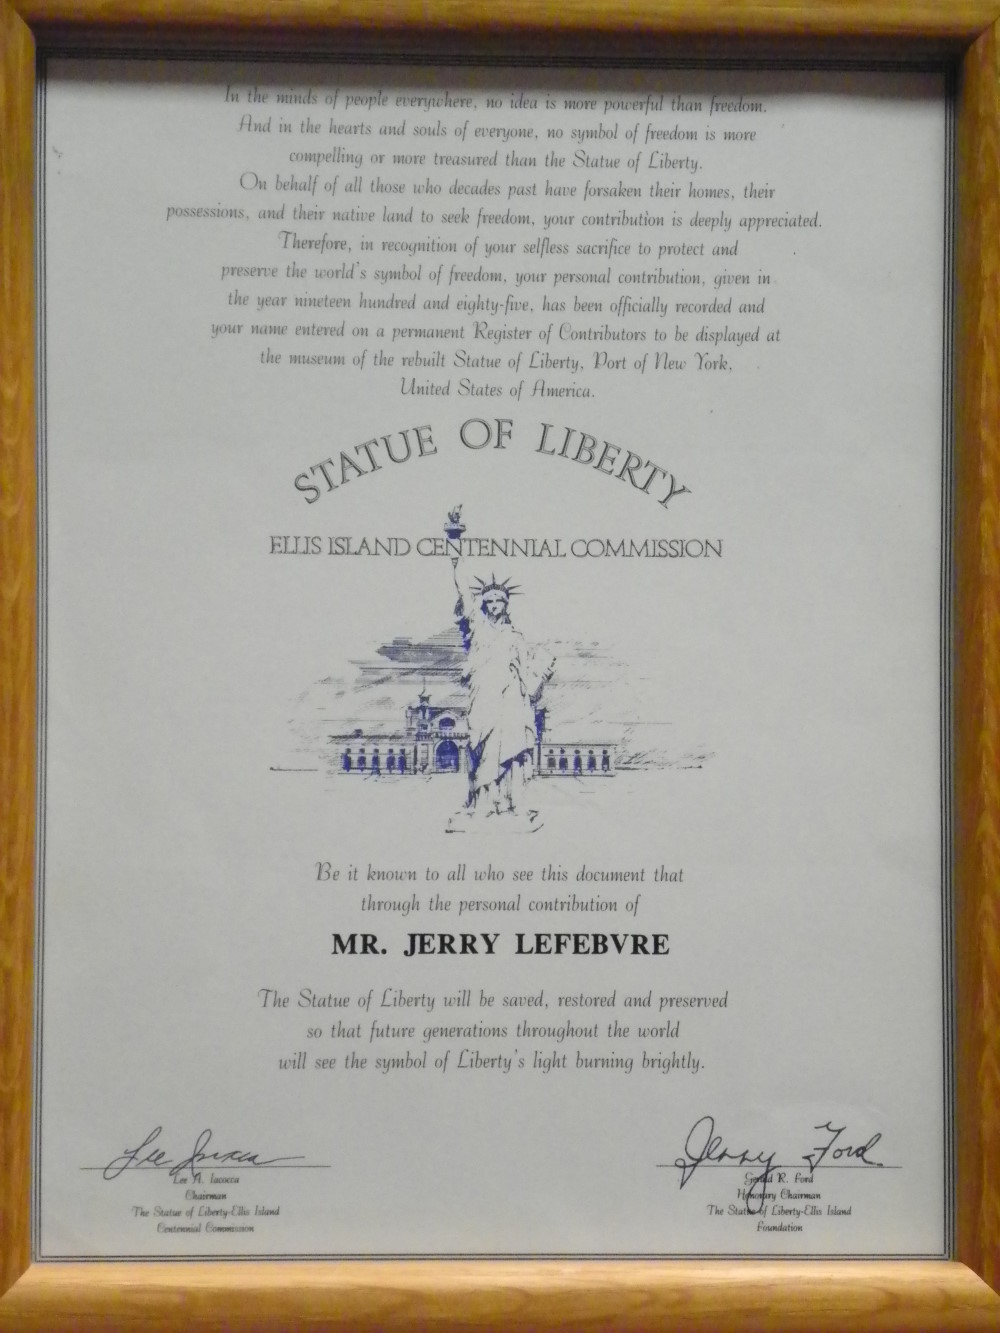 In the minds of people everywhere, no idea is more powerful than freedom.
And in the hearts and souls of everyone, no symbol of freedom is more
compelling or more treasured than the Statue of Liberty.
On behalf of all those who decades past have forsaken their homes, their
possessions, and their native land to seek freedom, your contribution is deeply appreciated.
Therefore, in recognition of your selfless sacrifice to protect and
preserve the world's symbol of freedom, your personal contribution, given in
the year nineteen hundred and eighty-five, has been officially recorded and
your name entered on a permanent Register of Contributors to be displayed at
the museum of the rebuilt Statue of Liberty, Port of New York,
United States of America.
STATUE OF LIBERTY
ELLIS ISLAND CENTENNIAL COMMISSION
Be it known to all who see this document that
through the personal contribution of
MR. JERRY LEFEBVRE
The Statue of Liberty will be saved, restored and preserved
so that future generations throughout the world
will see the symbol of Liberty's light burning brightly.
Lee Iacocca
Lee A. Iacocca
Chairman
The Statue of Liberty-Ellis Island
Centennial Commission
Jerry Ford
Gerald R. Ford
Honorary Chairman
The Statue of Liberty-Ellis Island
Foundation